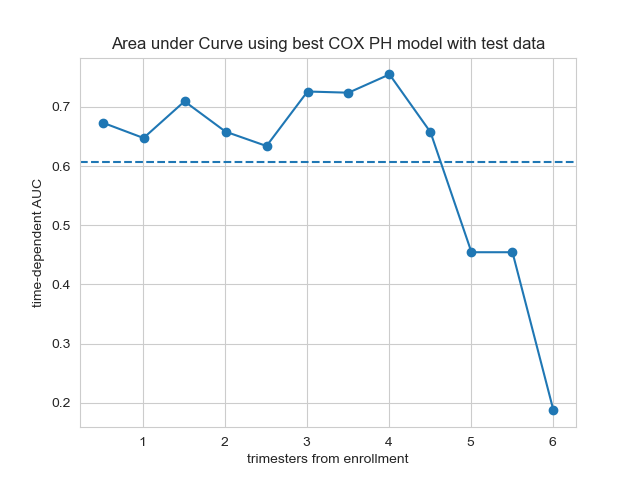 Area under Curve using best COX PH model with test data
0.7
0.6
0.5
0.4
0.3
0.2
time-dependent AUC
1 2 3 4 5 6
trimesters from enrollment